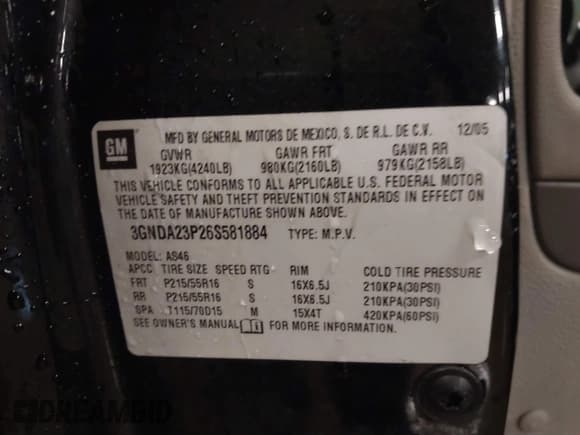 GM
MFD BY GENERAL MOTORS DE MEXICO, S. DE R.L. DE C.V. 12/05
GVWR GAWR FRT GAWR RR
1923KG(4240LB) 980KG(2160LB) 979KG(2158LB)
THIS VEHICLE CONFORMS TO ALL APPLICABLE U.S. FEDERAL MOTOR
VEHICLE SAFETY AND THEFT PREVENTION STANDARDS IN EFFECT ON
THE DATE OF MANUFACTURE SHOWN ABOVE.
3GNDA23P26S581884 TYPE: M.P.V.
MODEL: AS46
APCC TIRE SIZE SPEED RTG RIM COLD TIRE PRESSURE
FRT P215/55R16 S 16X6.5J 210KPA(30PSI)
RR P215/55R16 S 16X6.5J 210KPA(30PSI)
SPA T115/70D15 M 15X4T 420KPA(60PSI)
SEE OWNER'S MANUAL FOR MORE INFORMATION.
DREAMBID